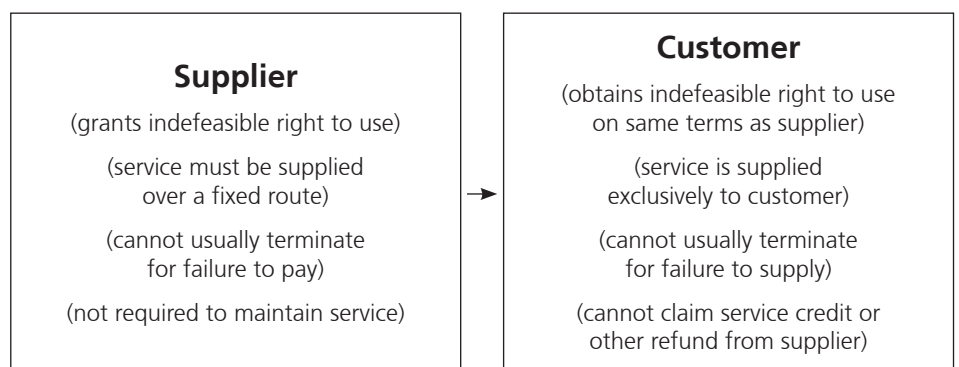 Supplier
(grants indefeasible right to use)
(service must be supplied
over a fixed route)
(cannot usually terminate
for failure to pay)
(not required to maintain service)
Customer
(obtains indefeasible right to use
on same terms as supplier)
(service is supplied
exclusively to customer)
(cannot usually terminate
for failure to supply)
(cannot claim service credit or
other refund from supplier)